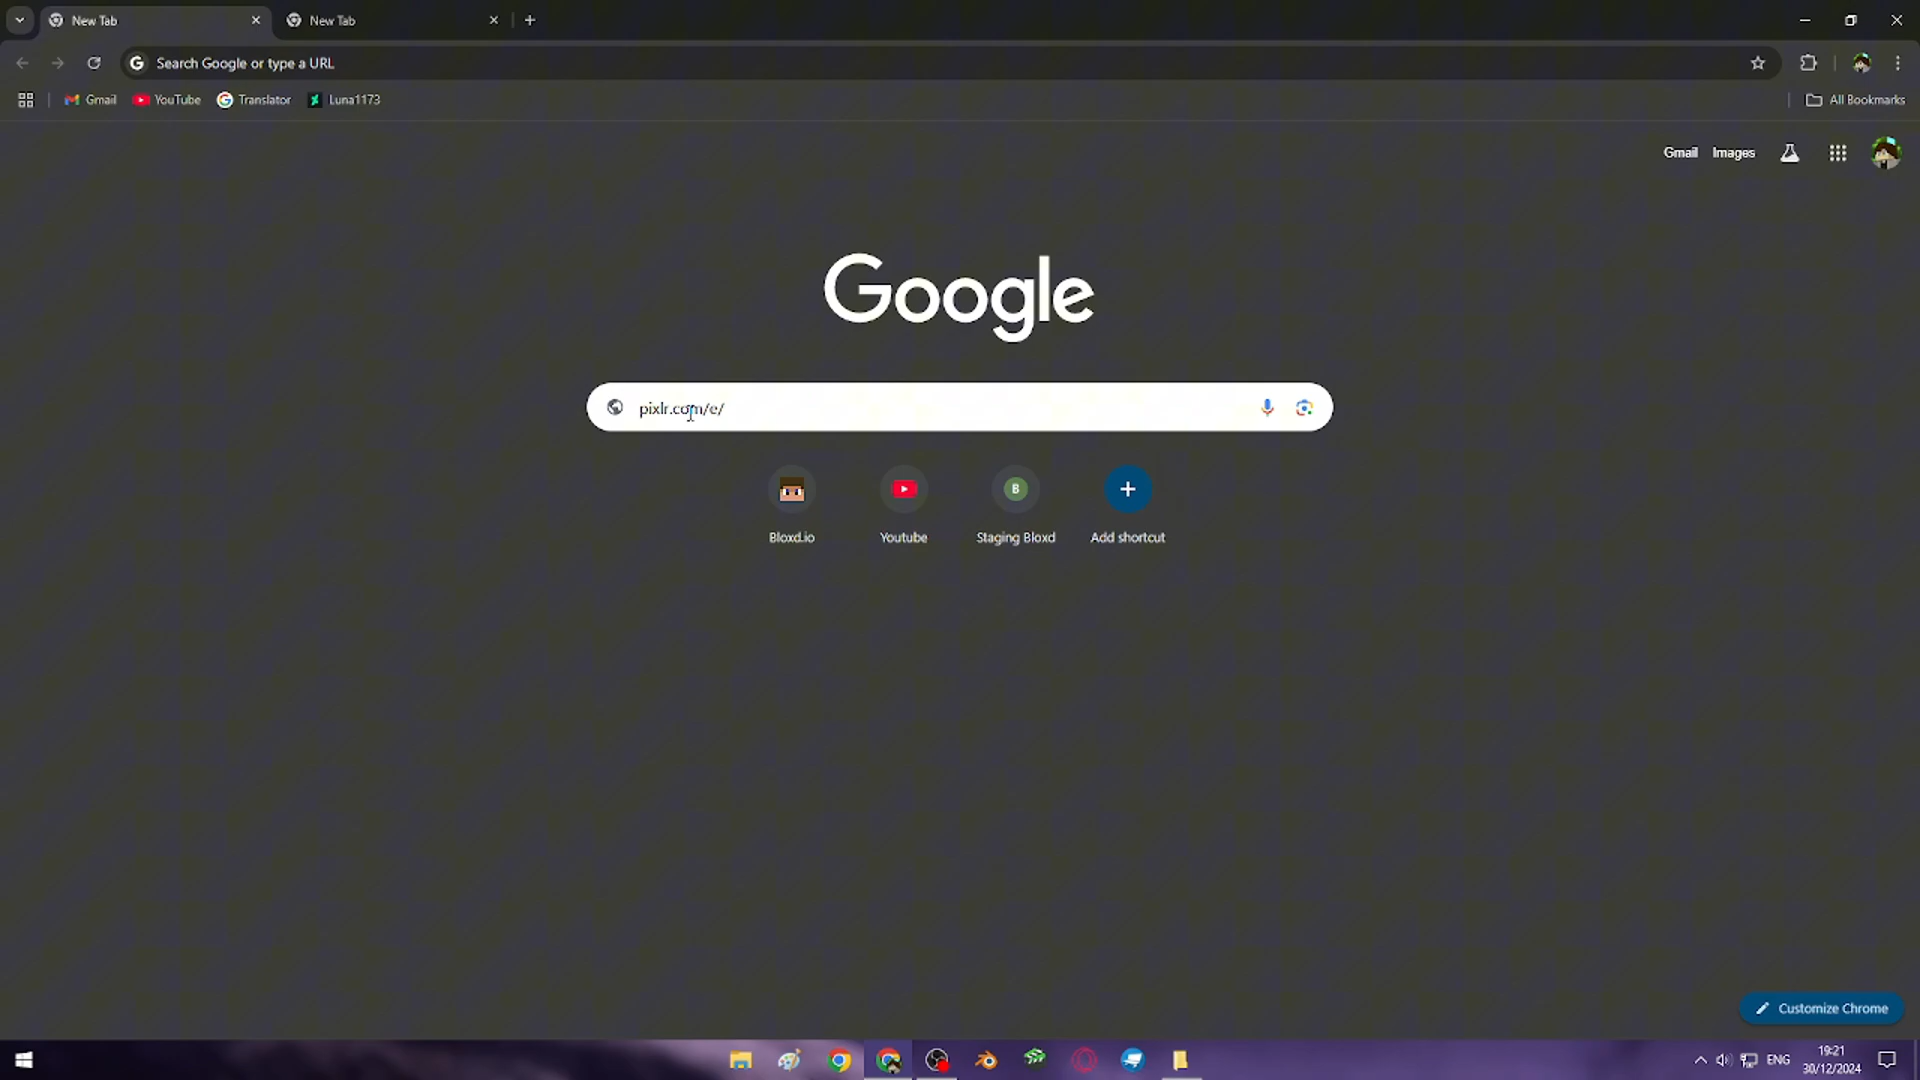 New Tab
New Tab
Search Google or type a URL
Gmail
YouTube
Translator
Luna1173
All Bookmarks
Gmail
Images
Google
pixlr.com/e/
B
Bloxd.io
Youtube
Staging Bloxd
Add shortcut
Customize Chrome
ENG
19:21
30/12/2024